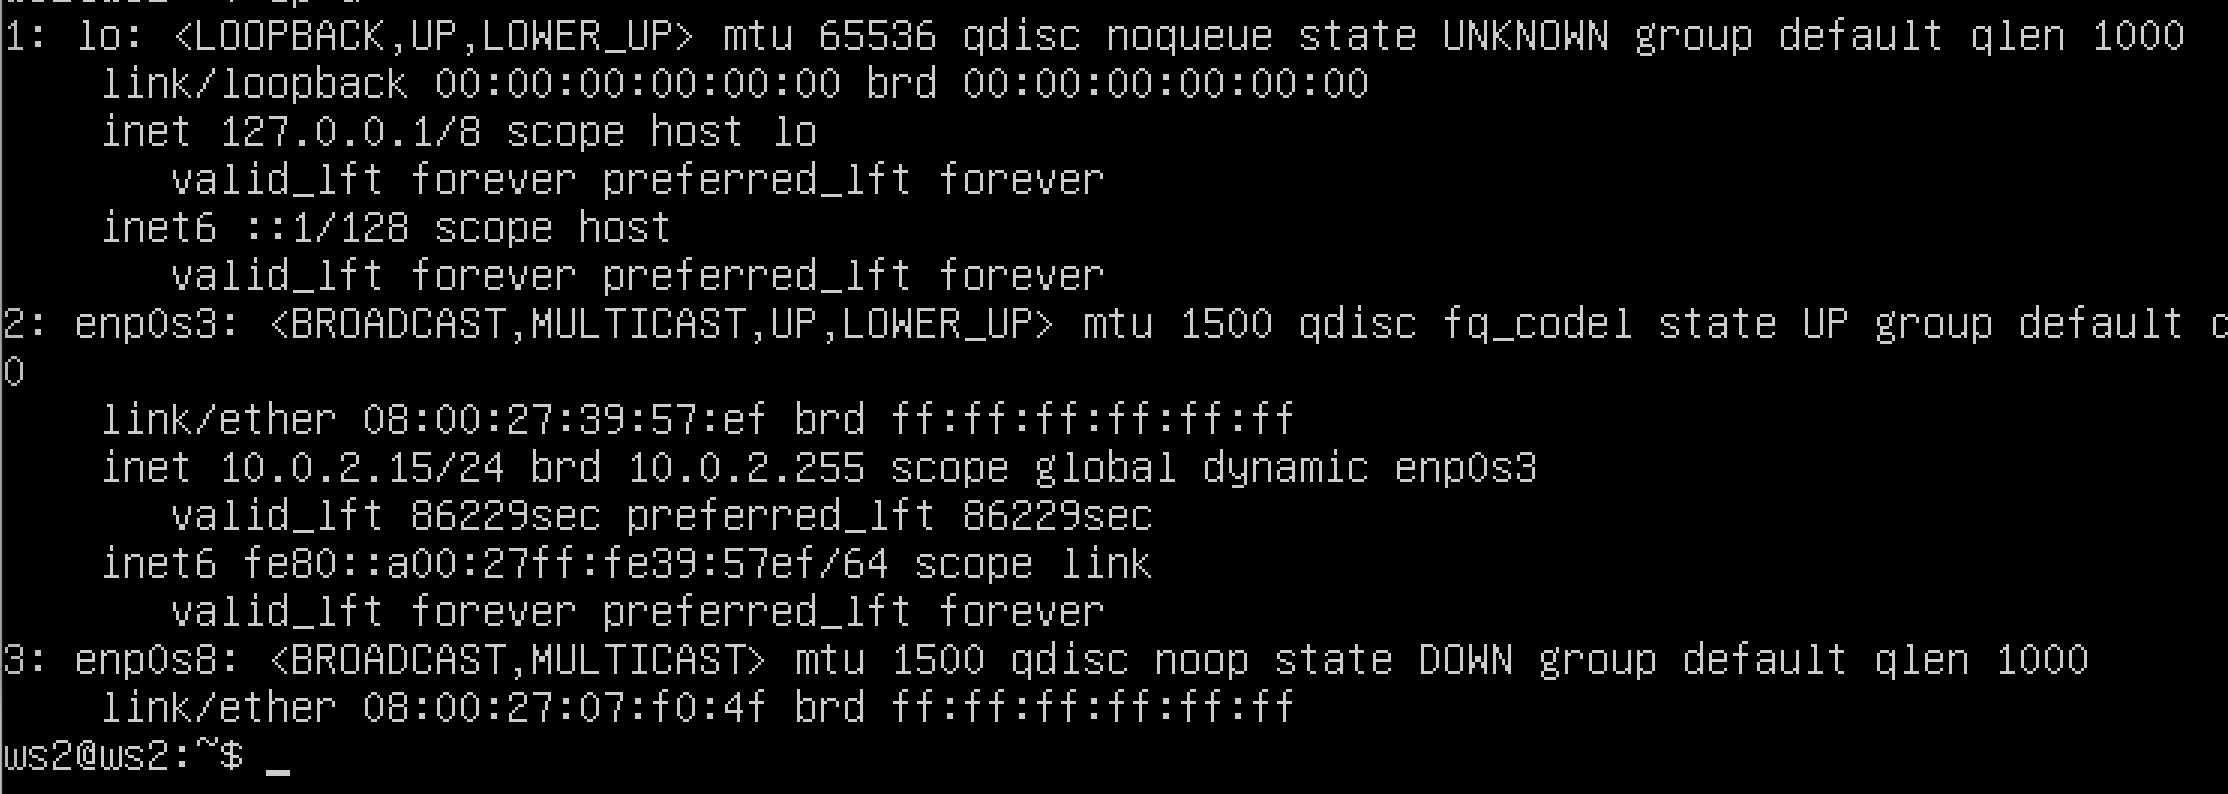 1: lo: <LOOPBACK,UP,LOWER_UP> mtu 65536 qdisc noqueue state UNKNOWN group default qlen 1000
link/loopback 00:00:00:00:00:00 brd 00:00:00:00:00:00
inet 127.0.0.1/8 scope host lo
valid_lft forever preferred_lft forever
inet6 ::1/128 scope host
valid_lft forever preferred_lft forever
2: enp0s3: <BROADCAST,MULTICAST,UP,LOWER_UP> mtu 1500 qdisc fq_codel state UP group default
0
link/ether 08:00:27:39:57:ef brd ff:ff:ff:ff:ff:ff
inet 10.0.2.15/24 brd 10.0.2.255 scope global dynamic enp0s3
valid_lft 86229sec preferred_lft 86229sec
inet6 fe80::a00:27ff:fe39:57ef/64 scope link
valid_lft forever preferred_lft forever
3: enp0s8: <BROADCAST,MULTICAST> mtu 1500 qdisc noop state DOWN group default qlen 1000
link/ether 08:00:27:07:f0:4f brd ff:ff:ff:ff:ff:ff
ws2@ws2:~$ _